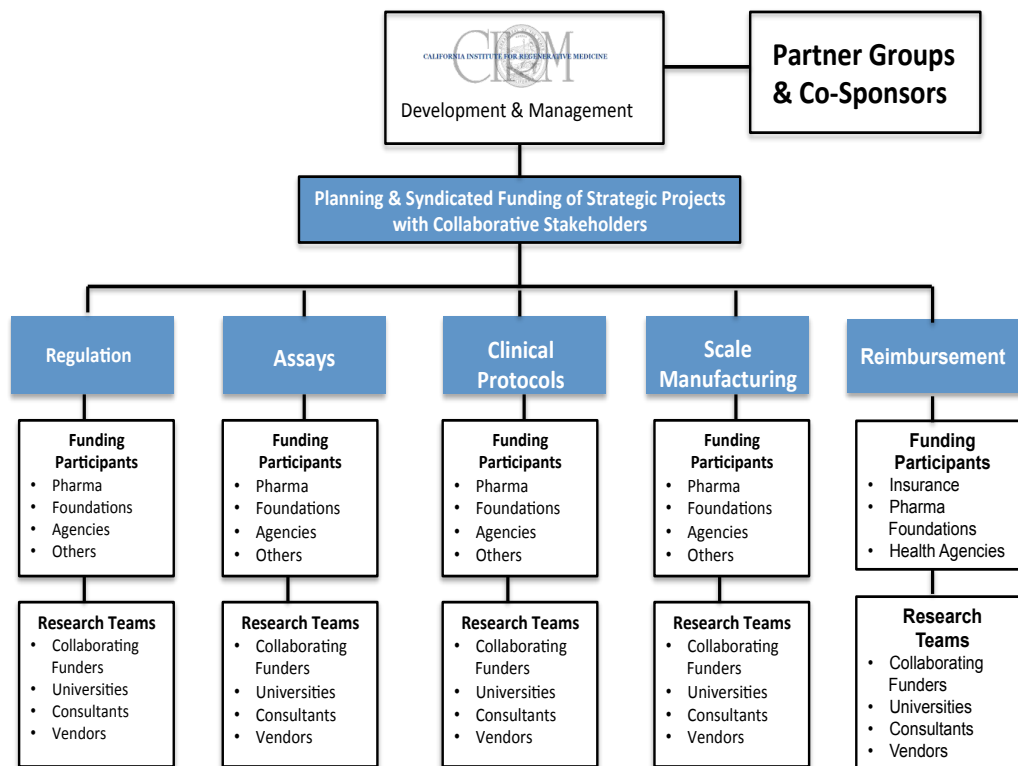 CIRM
CALIFORNIA INSTITUTE FOR REGENERATIVE MEDICINE
Development & Management
Partner Groups
& Co-Sponsors
Planning & Syndicated Funding of Strategic Projects
with Collaborative Stakeholders
Regulation
Assays
Clinical
Protocols
Scale
Manufacturing
Reimbursement
Funding
Participants
• Pharma
• Foundations
• Agencies
• Others
Funding
Participants
• Pharma
• Foundations
• Agencies
• Others
Funding
Participants
• Pharma
• Foundations
• Agencies
• Others
Funding
Participants
• Pharma
• Foundations
• Agencies
• Others
Funding
Participants
• Insurance
• Pharma
Foundations
• Health Agencies
Research Teams
• Collaborating
Funders
• Universities
• Consultants
• Vendors
Research Teams
• Collaborating
Funders
• Universities
• Consultants
• Vendors
Research Teams
• Collaborating
Funders
• Universities
• Consultants
• Vendors
Research Teams
• Collaborating
Funders
• Universities
• Consultants
• Vendors
Research
Teams
• Collaborating
Funders
• Universities
• Consultants
• Vendors